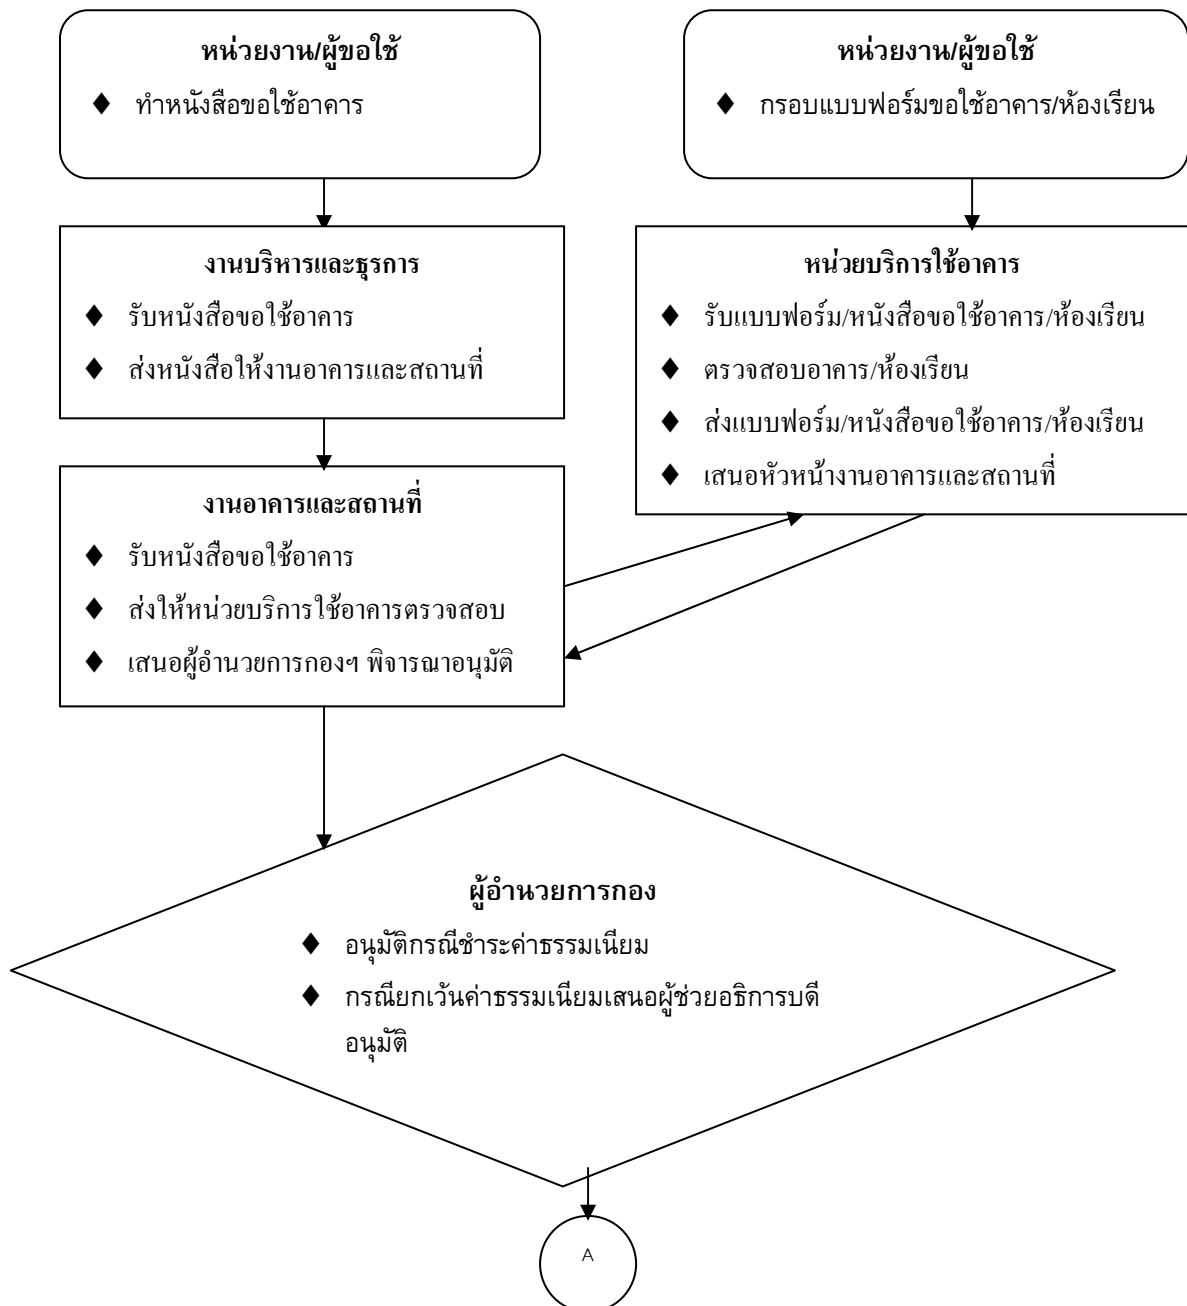 หน่วยงาน/ผู้ขอใช้
♦ ทำหนังสือขอใช้อาคาร
หน่วยงาน/ผู้ขอใช้
♦ กรอบแบบฟอร์มขอใช้อาคาร/ห้องเรียน
งานบริหารและธุรการ
♦ รับหนังสือขอใช้อาคาร
♦ ส่งหนังสือให้งานอาคารและสถานที่
หน่วยบริการใช้อาคาร
♦ รับแบบฟอร์ม/หนังสือขอใช้อาคาร/ห้องเรียน
♦ ตรวจสอบอาคาร/ห้องเรียน
♦ ส่งแบบฟอร์ม/หนังสือขอใช้อาคาร/ห้องเรียน
♦ เสนอหัวหน้างานอาคารและสถานที่
งานอาคารและสถานที่
♦ รับหนังสือขอใช้อาคาร
♦ ส่งให้หน่วยบริการใช้อาคารตรวจสอบ
♦ เสนอผู้อำนวยการกองฯ พิจารณาอนุมัติ
ผู้อำนวยการกอง
♦ อนุมัติกรณีชำระค่าธรรมเนียม
♦ กรณียกเว้นค่าธรรมเนียมเสนอผู้ช่วยอธิการบดี
อนุมัติ
A